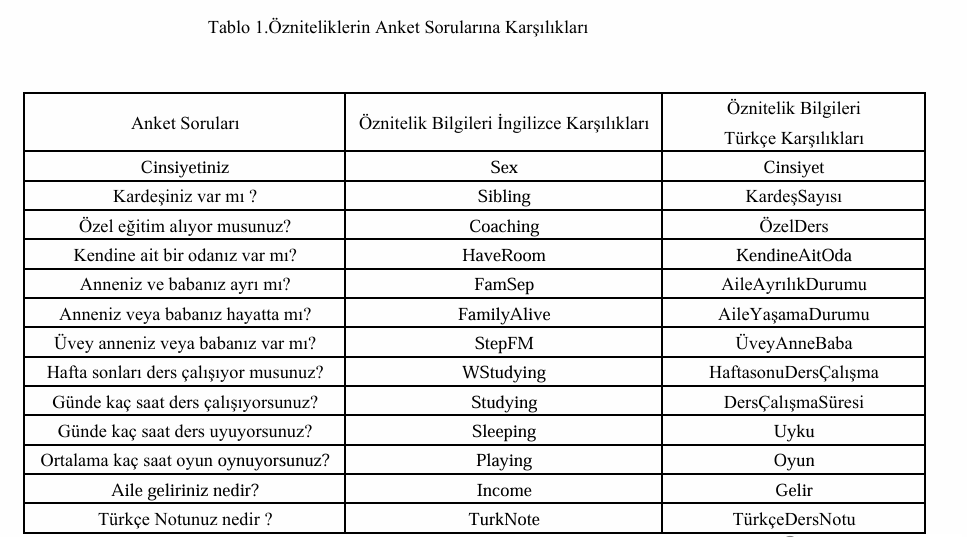 Tablo 1.Özniteliklerin Anket Sorularına Karşılıkları
Anket Soruları Öznitelik Bilgileri İngilizce Karşılıkları Öznitelik Bilgileri
Türkçe Karşılıkları
Cinsiyetiniz Sex Cinsiyet
Kardeşiniz var mı ? Sibling KardeşSayısı
Özel eğitim alıyor musunuz? Coaching ÖzelDers
Kendine ait bir odanız var mı? HaveRoom KendineAitOda
Anneniz ve babanız ayrı mı? FamSep AileAyrılıkDurumu
Anneniz veya babanız hayatta mı? FamilyAlive AileYaşamaDurumu
Üvey anneniz veya babanız var mı? StepFM ÜveyAnneBaba
Hafta sonları ders çalışıyor musunuz? WStudying HaftasonuDersÇalışma
Günde kaç saat ders çalışıyorsunuz? Studying DersÇalışmaSüresi
Günde kaç saat ders uyuyorsunuz? Sleeping Uyku
Ortalama kaç saat oyun oynuyorsunuz? Playing Oyun
Aile geliriniz nedir? Income Gelir
Türkçe Notunuz nedir ? TurkNote TürkçeDersNotu